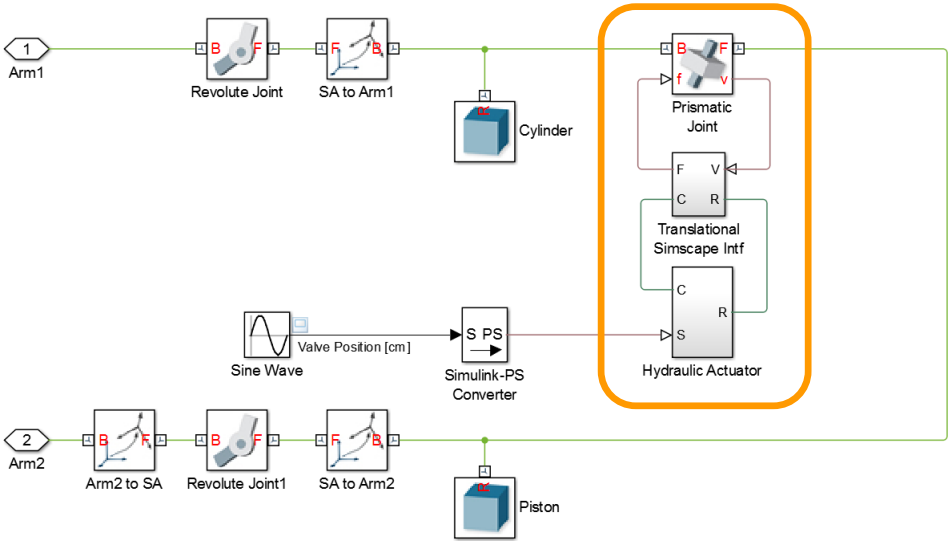 1
Arm1
B F
Revolute Joint
F B
SA to Arm1
R
Cylinder
B F
f v
Prismatic
Joint
F V
C R
Translational
Simscape Intf
C
R
S
Hydraulic Actuator
Sine Wave
Valve Position [cm]
S PS
Simulink-PS
Converter
2
Arm2
B F
Arm2 to SA
B F
Revolute Joint1
F B
SA to Arm2
R
Piston